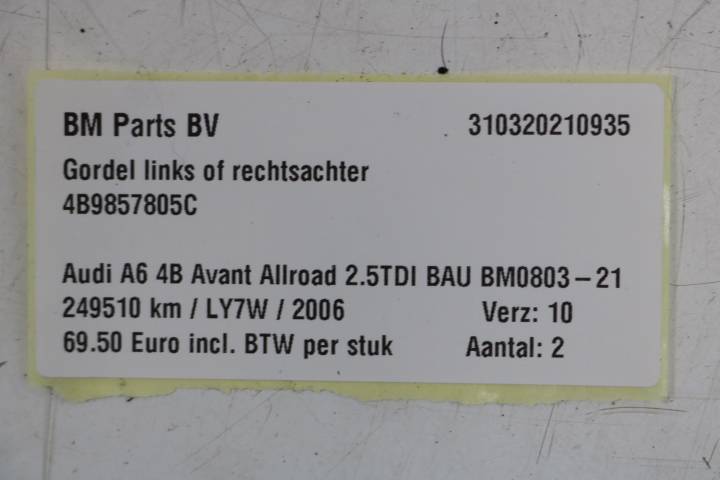 BM Parts BV 310320210935
Gordel links of rechtsachter
4B9857805C
Audi A6 4B Avant Allroad 2.5TDI BAU BM0803-21
249510 km / LY7W / 2006 Verz: 10
69.50 Euro incl. BTW per stuk Aantal: 2